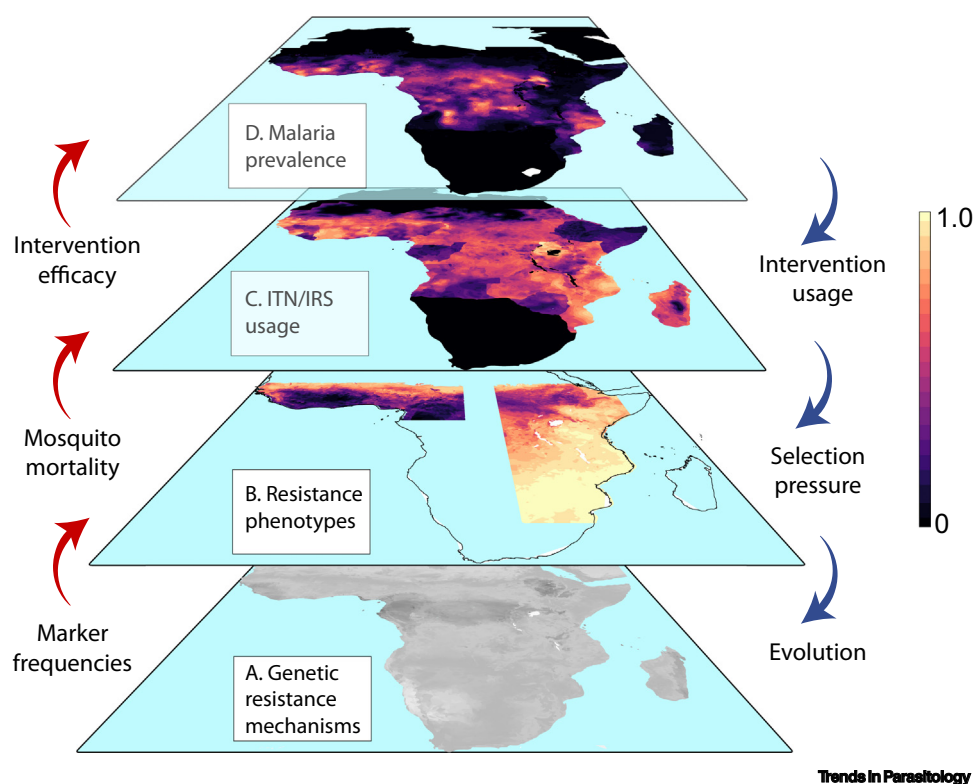 D. Malaria
prevalence
Intervention
efficacy
Intervention
usage
1.0
0
C. ITN/IRS
usage
Mosquito
mortality
Selection
pressure
B. Resistance
phenotypes
Marker
frequencies
Evolution
A. Genetic
resistance
mechanisms
Trends in Parasitology